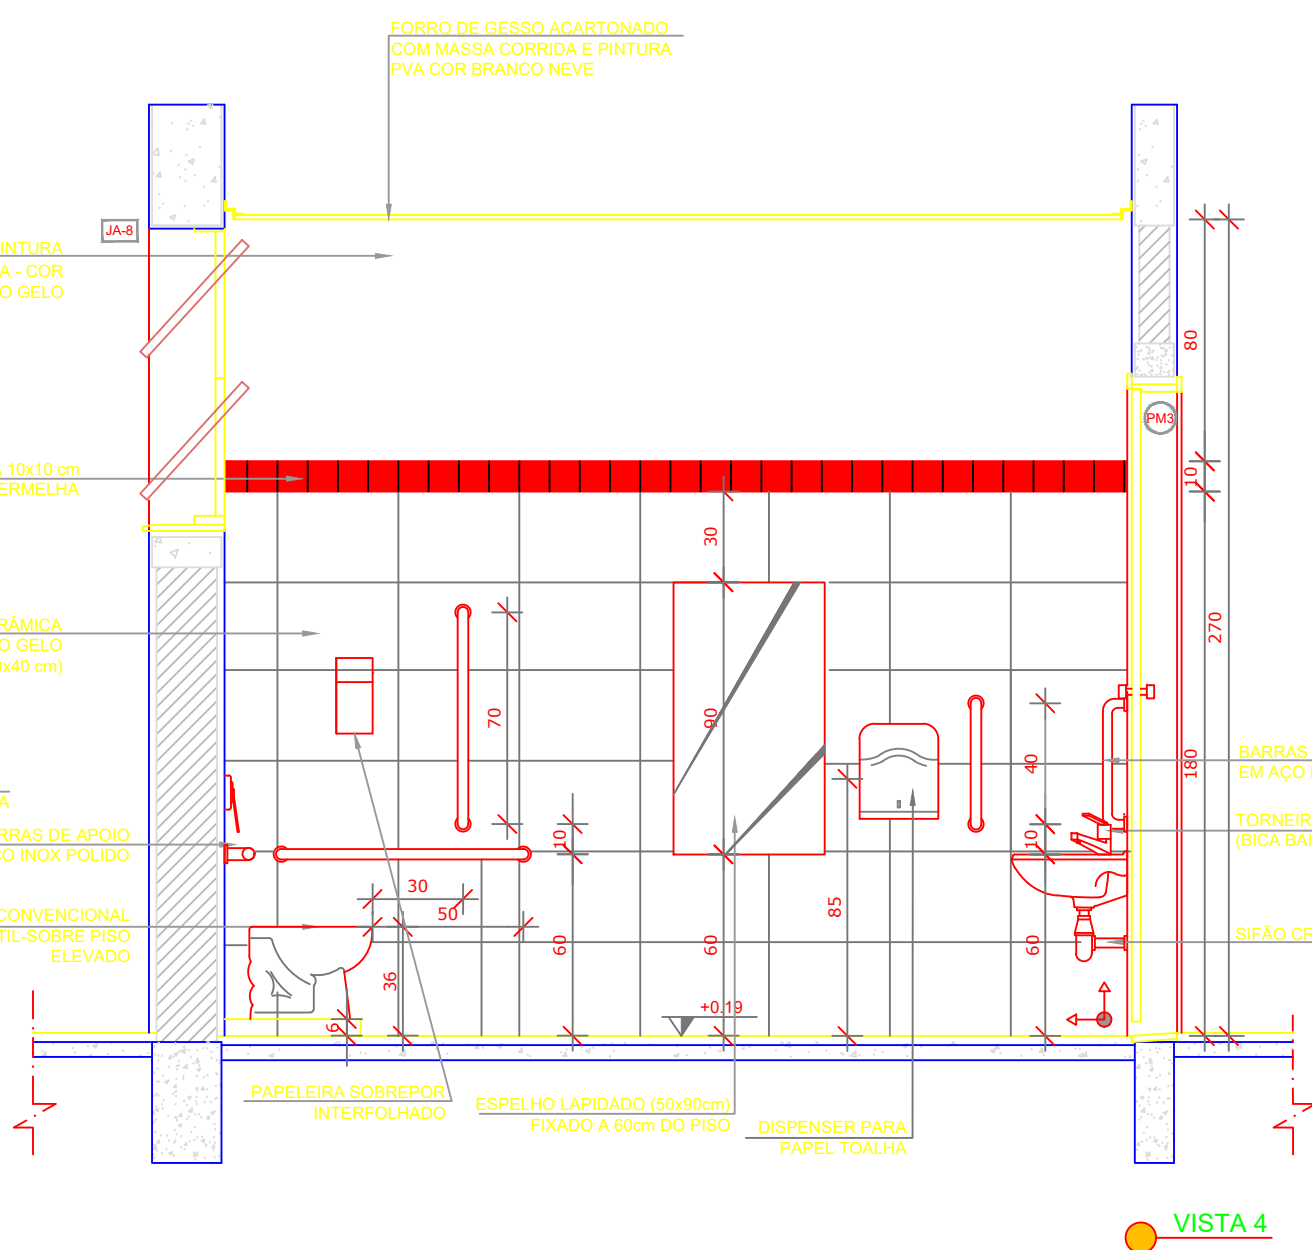 FORRO DE GESSO ACARTONADO
COM MASSA CORRIDA E PINTURA
PVA COR BRANCO NEVE
JA-8
INTURA
A - COR
O GELO
80
PM3
10x10 cm
ERMELHA
10
30
270
RÂMICA
O GELO
0x40 cm)
70
90
40
180
BARRAS
EM AÇO
A
RRAS DE APOIO
O INOX POLIDO
10
10
TORNEIR
(BICA BAI
30
50
85
CONVENCIONAL
TIL-SOBRE PISO
ELEVADO
60
60
60
SIFÃO CR
36
6
+0.19
PAPELEIRA SOBREPOR
INTERFOLHADO
ESPELHO LAPIDADO (50x90cm)
FIXADO A 60cm DO PISO
DISPENSER PARA
PAPEL TOALHA
VISTA 4